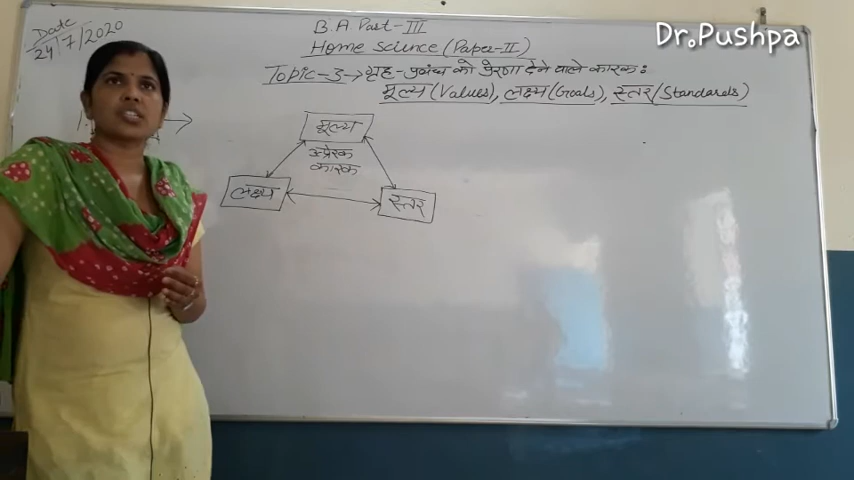 Date
24/7/2020
B.A Part-III
Home science (Paper-II)
Topic-3→गृह-प्रबंध को प्रेरणा देने वाले कारक:
मूल्य(Values), लक्ष्य(Goals), स्तर(Standards)
मूल्य
उत्प्रेरक
कारक
लक्ष्य
स्तर
Dr.Pushpa